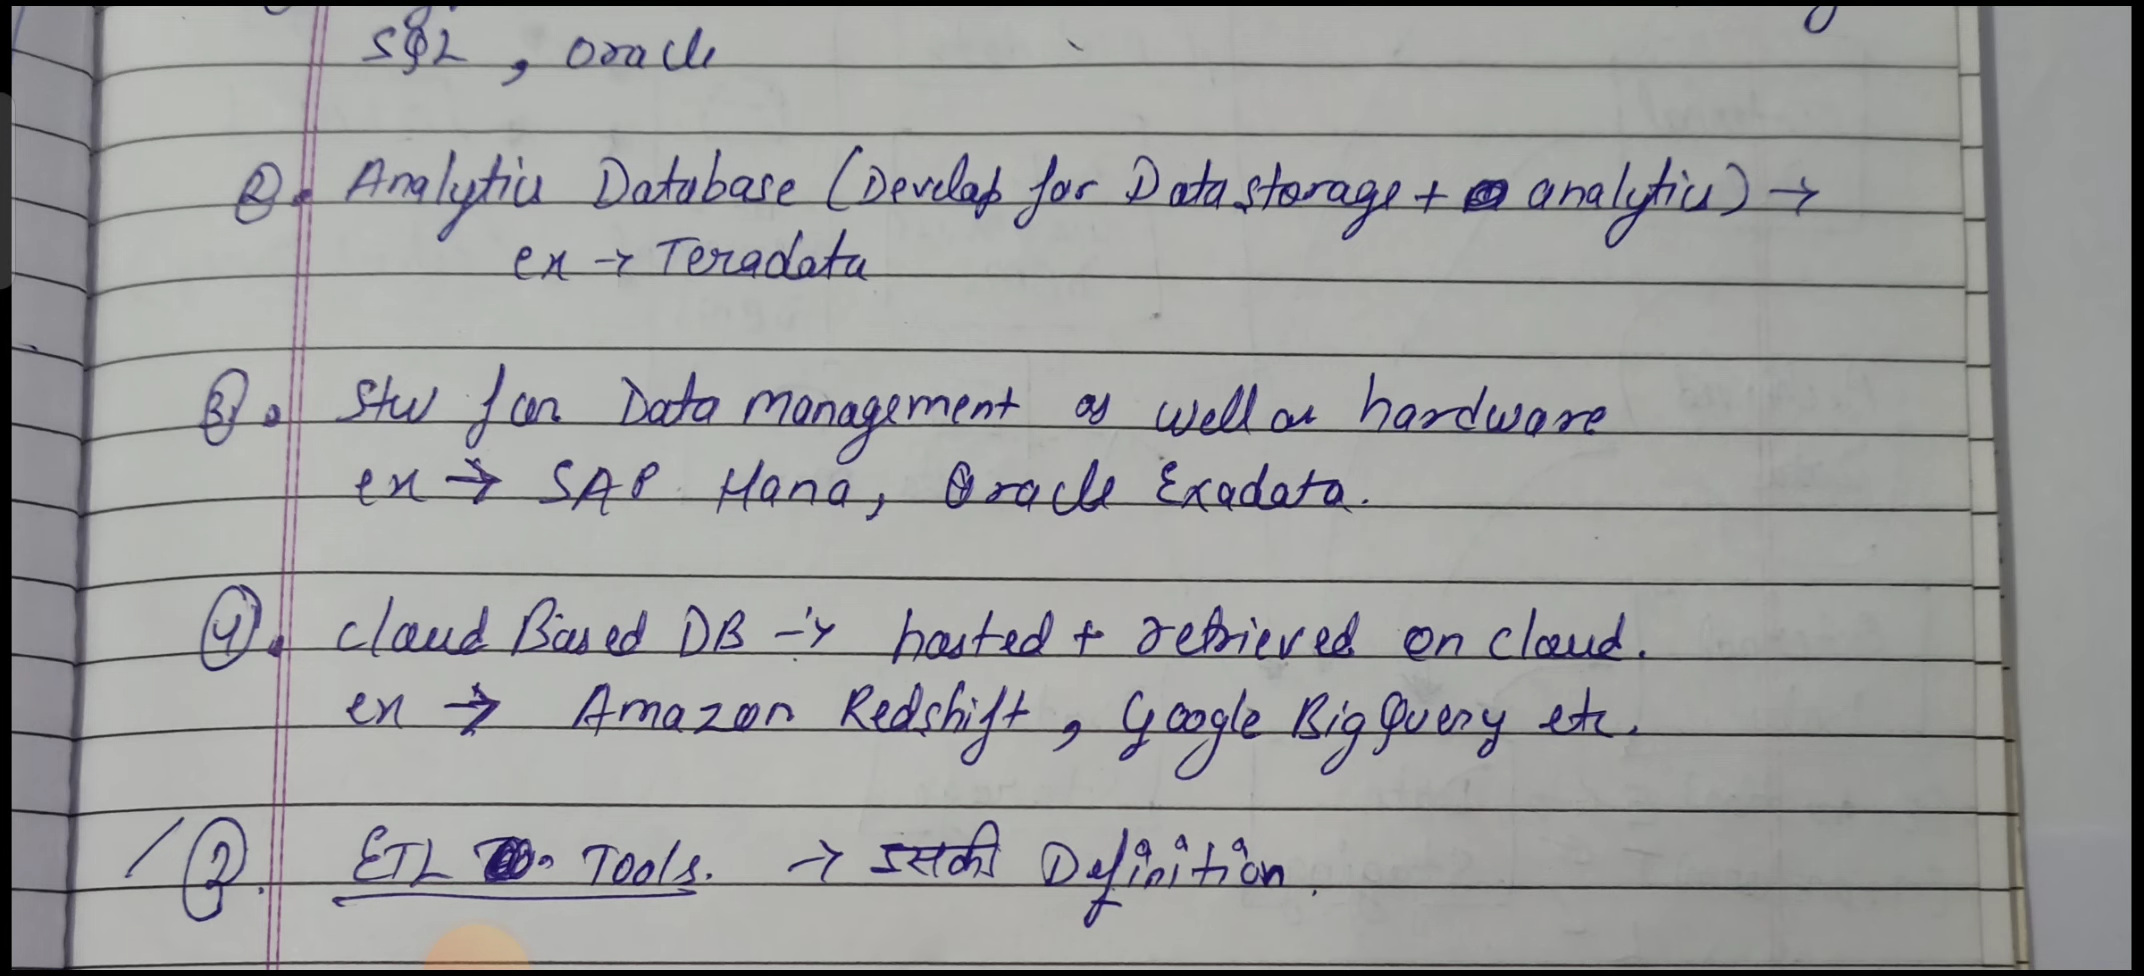 SQL, Oracle
②. Analytics Database (Develop for Data storage + analytics) →
ex → Teradata
③. Stw for Data management as well as hardware
ex → SAP Hana, Oracle Exadata.
④. Cloud Based DB → hosted + retrieved on cloud.
ex → Amazon Redshift, Google BigQuery etc.
②. ETL Tools. → इसकी Definition.